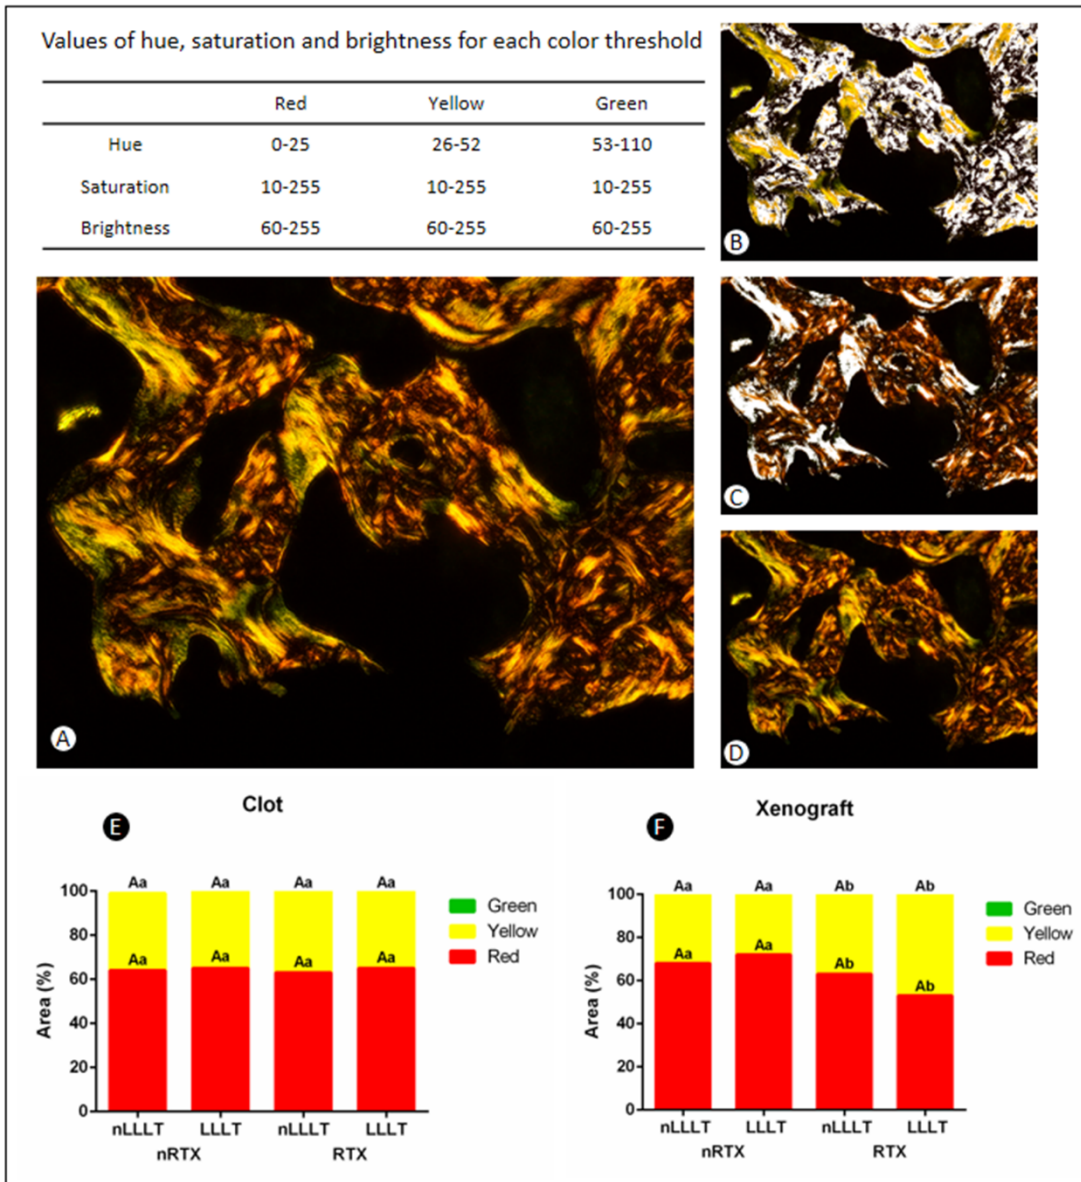 Values of hue, saturation and brightness for each color threshold
Red Yellow Green
Hue 0-25 26-52 53-110
Saturation 10-255 10-255 10-255
Brightness 60-255 60-255 60-255
A
B
C
D
E
Clot
Aa Aa Aa Aa
Aa Aa Aa Aa
100
80
60
40
20
0
Area (%)
nLLLT LLLT nLLLT LLLT
nRTX RTX
Green
Yellow
Red
F
Xenograft
Aa Aa Ab Ab
Aa Aa Ab Ab
100
80
60
40
20
0
Area (%)
nLLLT LLLT nLLLT LLLT
nRTX RTX
Green
Yellow
Red